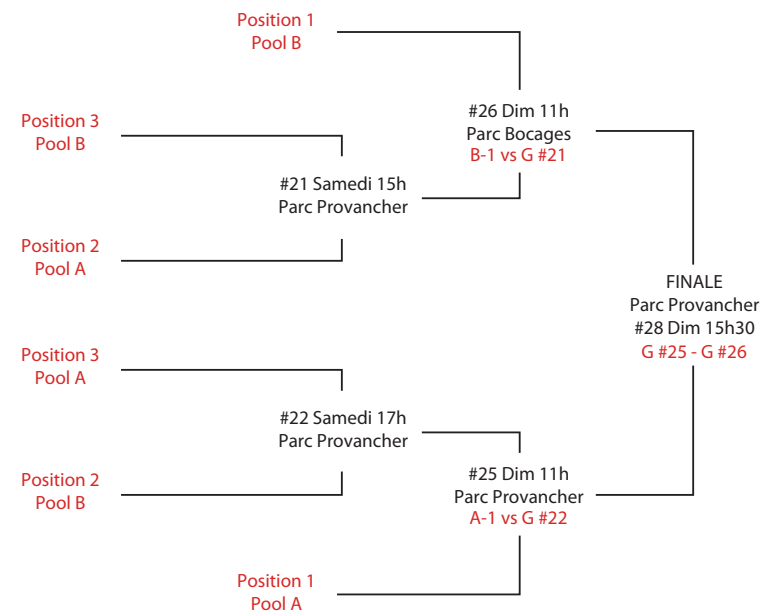 Position 1
Pool B
#26 Dim 11h
Parc Bocages
B-1 vs G #21
Position 3
Pool B
#21 Samedi 15h
Parc Provancher
Position 2
Pool A
FINALE
Parc Provancher
#28 Dim 15h30
G #25 - G #26
Position 3
Pool A
#22 Samedi 17h
Parc Provancher
Position 2
Pool B
#25 Dim 11h
Parc Provancher
A-1 vs G #22
Position 1
Pool A